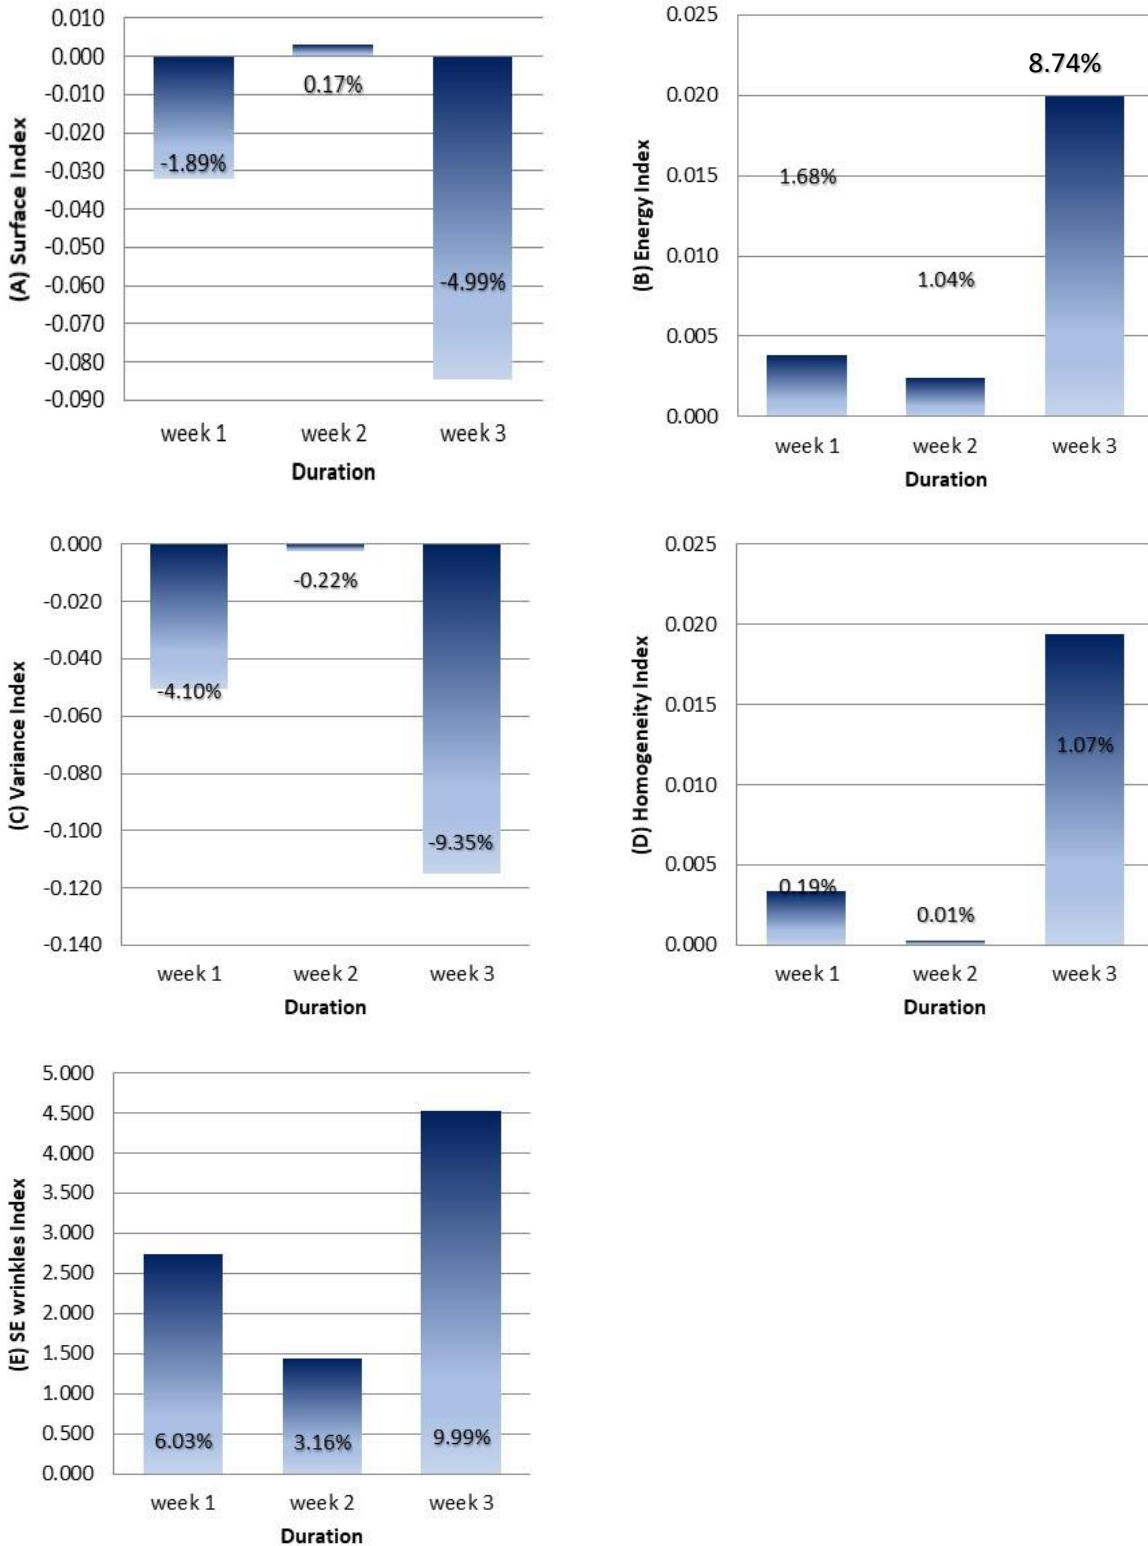 (A) Surface Index
0.010
0.000
-0.010
-0.020
-0.030
-0.040
-0.050
-0.060
-0.070
-0.080
-0.090
-1.89%
0.17%
-4.99%
week 1
week 2
week 3
Duration
(B) Energy Index
0.025
0.020
0.015
0.010
0.005
0.000
1.68%
1.04%
8.74%
week 1
week 2
week 3
Duration
(C) Variance Index
0.000
-0.020
-0.040
-0.060
-0.080
-0.100
-0.120
-0.140
-4.10%
-0.22%
-9.35%
week 1
week 2
week 3
Duration
(D) Homogeneity Index
0.025
0.020
0.015
0.010
0.005
0.000
0.19%
0.01%
1.07%
week 1
week 2
week 3
Duration
(E) SE wrinkles Index
5.000
4.500
4.000
3.500
3.000
2.500
2.000
1.500
1.000
0.500
0.000
6.03%
3.16%
9.99%
week 1
week 2
week 3
Duration